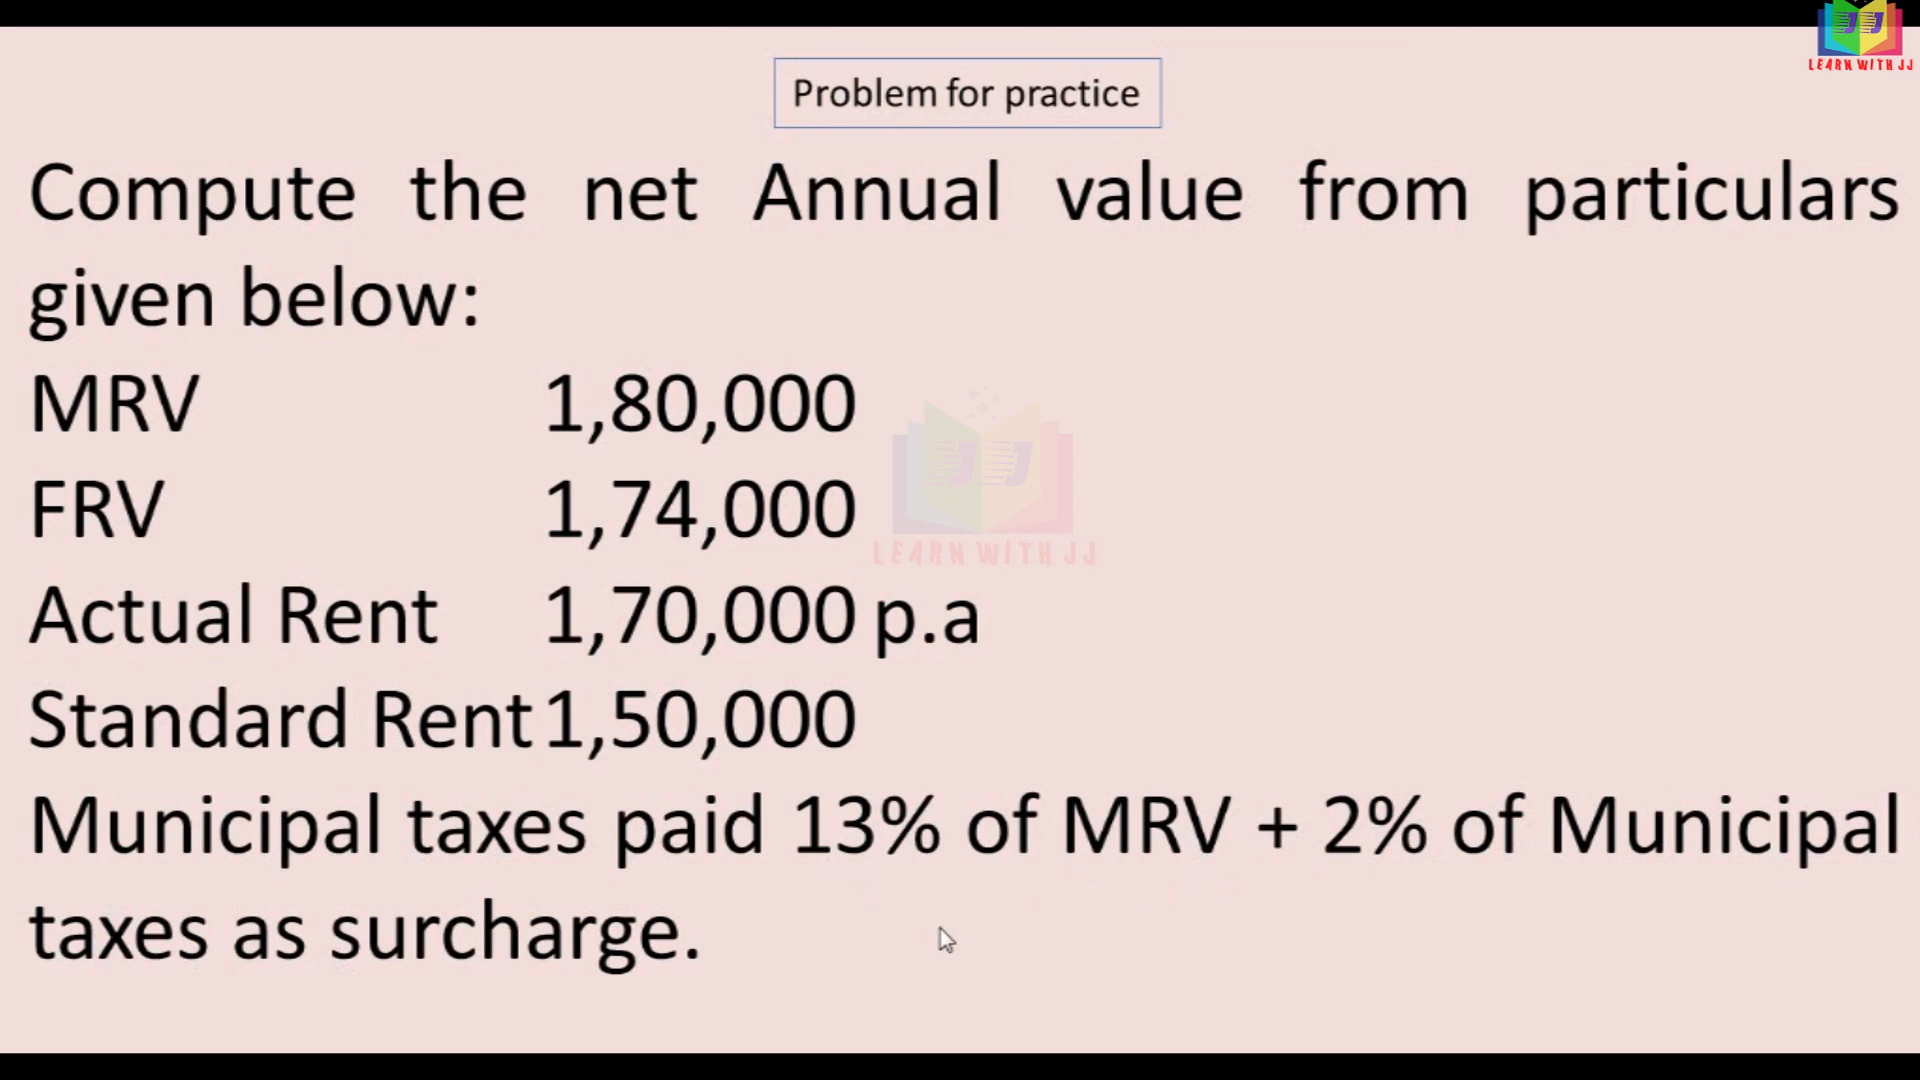 LEARN WITH JJ
Problem for practice
Compute the net Annual value from particulars
given below:
MRV 1,80,000
FRV 1,74,000
LEARN WITH JJ
Actual Rent 1,70,000 p.a
Standard Rent 1,50,000
Municipal taxes paid 13% of MRV + 2% of Municipal
taxes as surcharge.